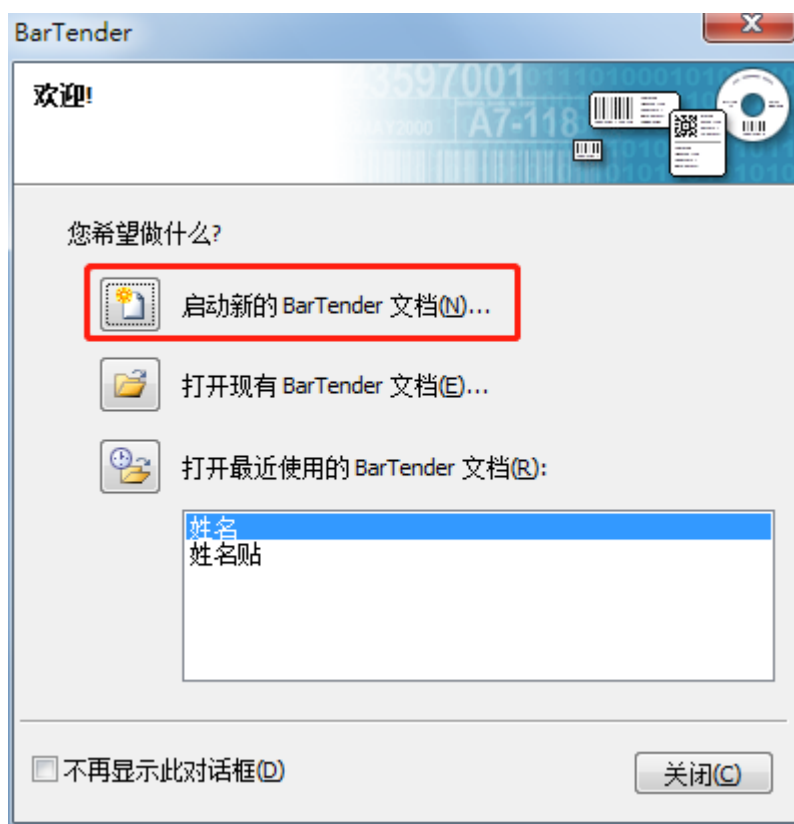 BarTender
欢迎!
3597001
A7-118
您希望做什么?
启动新的 BarTender 文档(N)...
打开现有 BarTender 文档(E)...
打开最近使用的 BarTender 文档(R):
姓名
姓名贴
不再显示此对话框(D)
关闭(C)